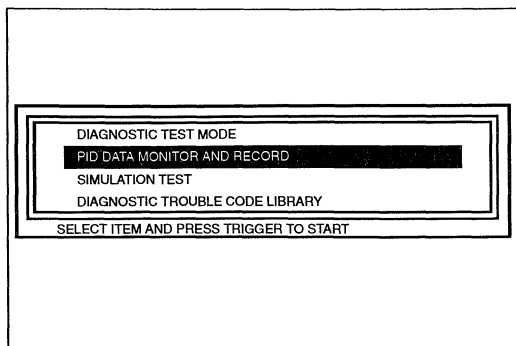 DIAGNOSTIC TEST MODE
PID DATA MONITOR AND RECORD
SIMULATION TEST
DIAGNOSTIC TROUBLE CODE LIBRARY
SELECT ITEM AND PRESS TRIGGER TO START